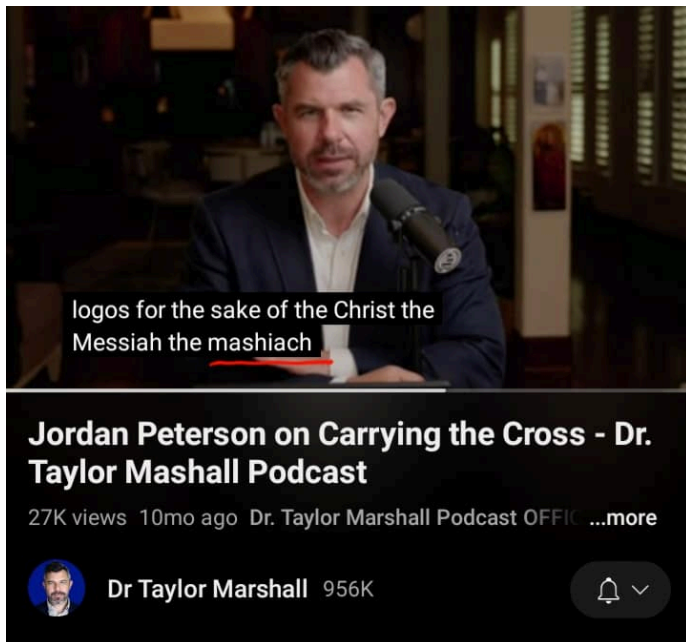 logos for the sake of the Christ the
Messiah the mashiach
Jordan Peterson on Carrying the Cross - Dr.
Taylor Mashall Podcast
27K views 10mo ago Dr. Taylor Marshall Podcast OFFIC ...more
Dr Taylor Marshall 956K